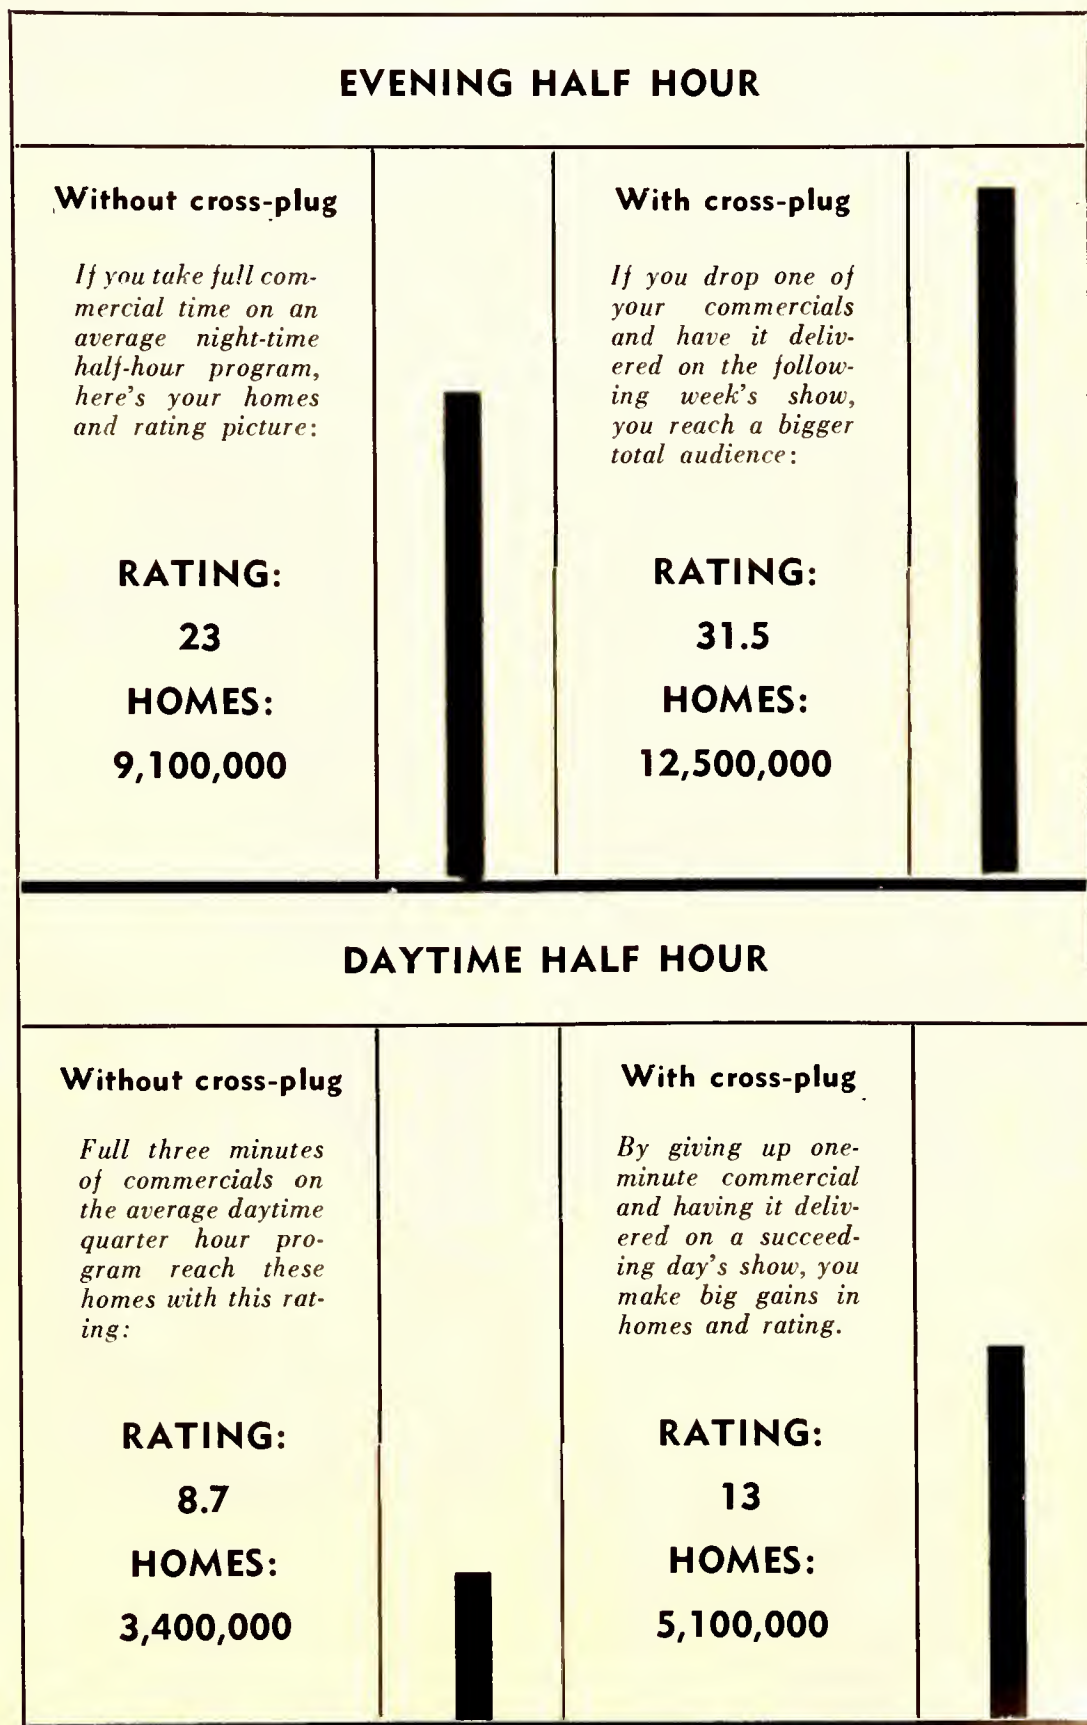 EVENING HALF HOUR
Without cross-plug
If you take full com-
mercial time on an
average night-time
half-hour program,
here's your homes
and rating picture:
RATING:
23
HOMES:
9,100,000
With cross-plug
If you drop one of
your commercials
and have it deliv-
ered on the follow-
ing week's show,
you reach a bigger
total audience:
RATING:
31.5
HOMES:
12,500,000
DAYTIME HALF HOUR
Without cross-plug
Full three minutes
of commercials on
the average daytime
quarter hour pro-
gram reach these
homes with this rat-
ing:
RATING:
8.7
HOMES:
3,400,000
With cross-plug
By giving up one-
minute commercial
and having it deliv-
ered on a succeed-
ing day's show, you
make big gains in
homes and rating.
RATING:
13
HOMES:
5,100,000